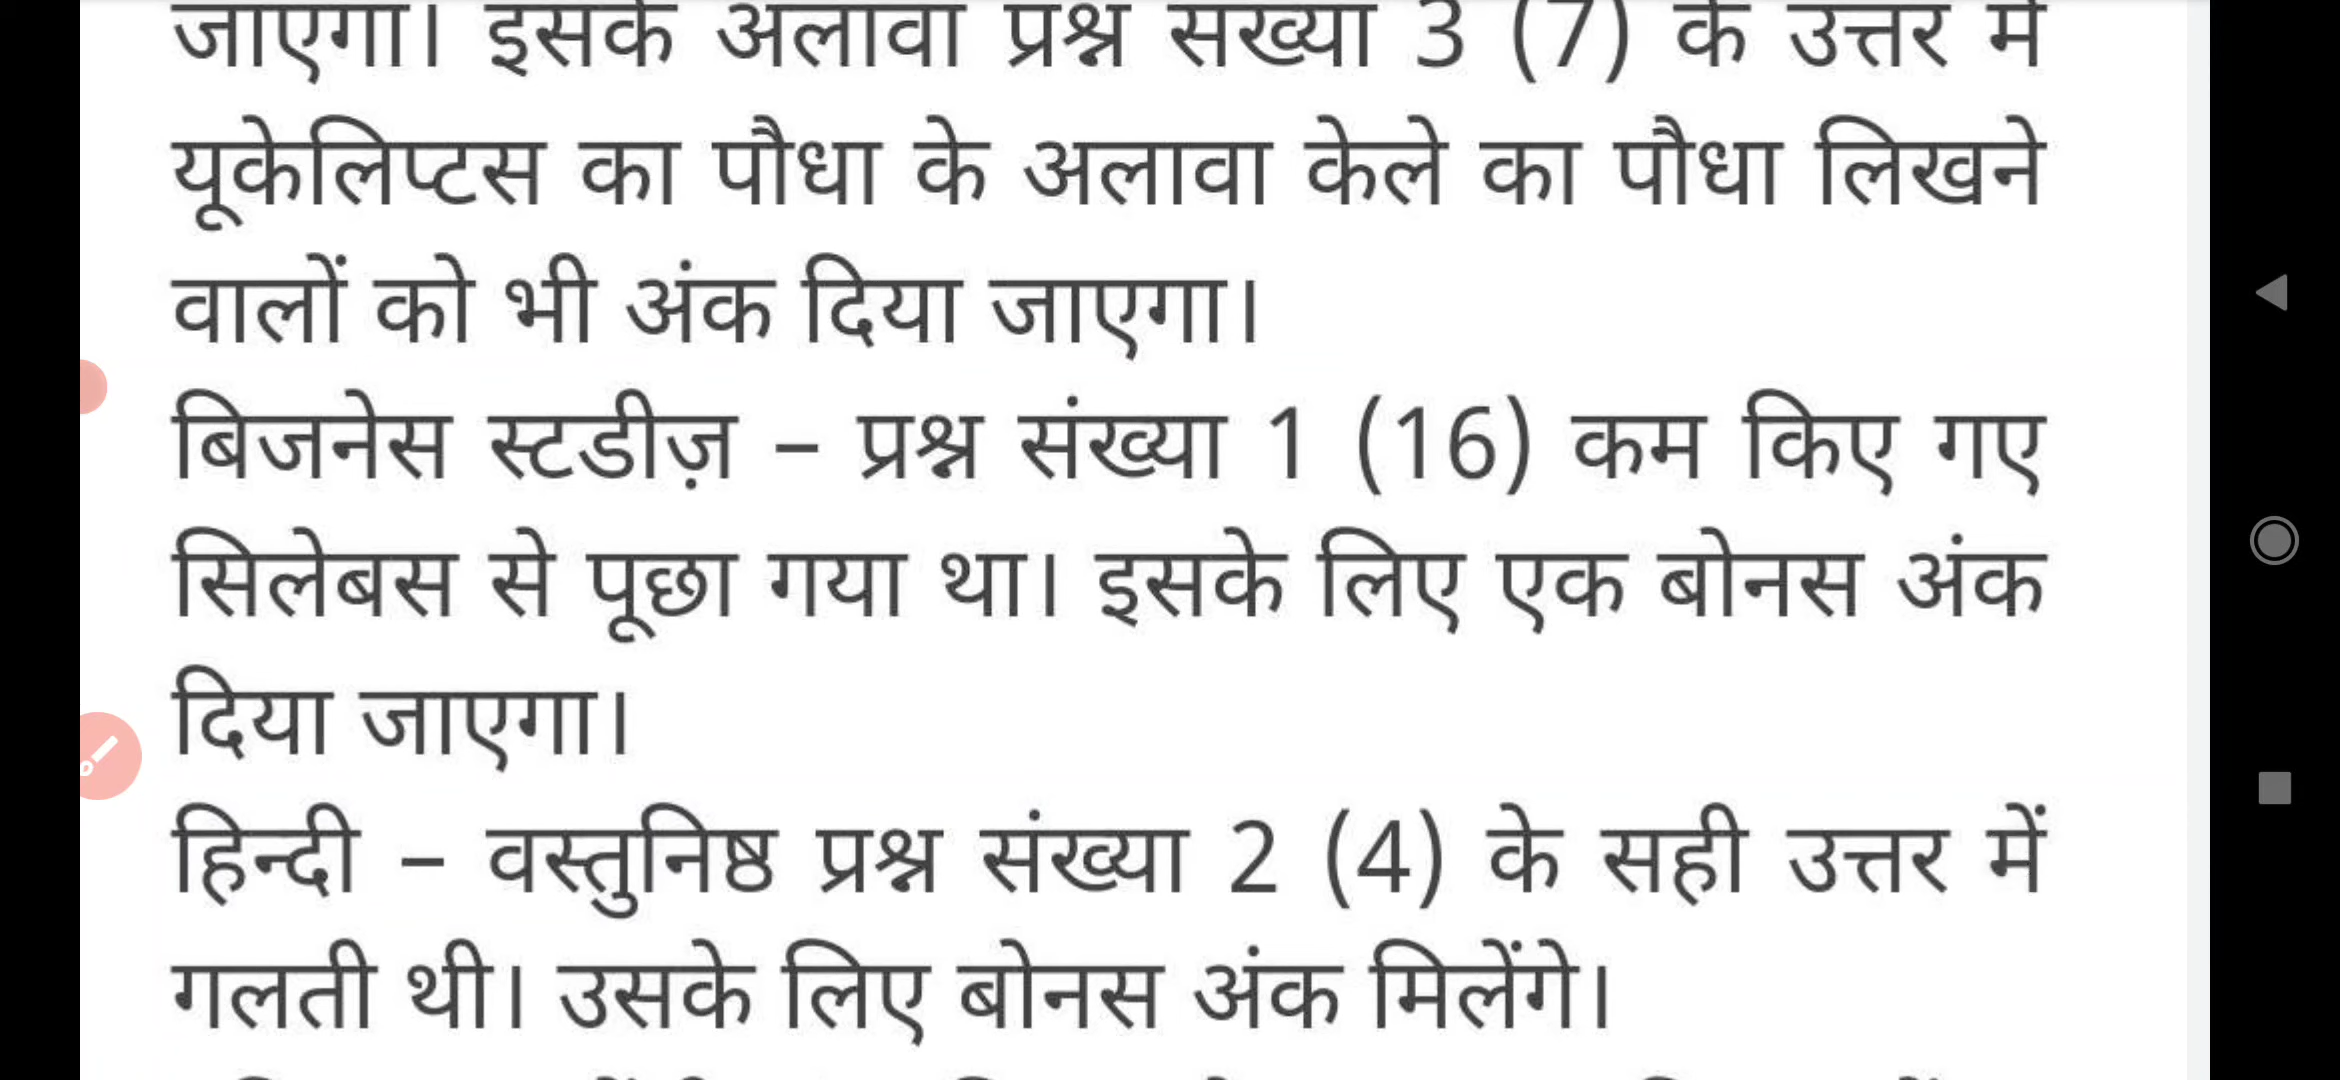 जाएगा। इसके अलावा प्रश्न संख्या 3 (7) के उत्तर में
यूकेलिप्टस का पौधा के अलावा केले का पौधा लिखने
वालों को भी अंक दिया जाएगा।
बिजनेस स्टडीज़ – प्रश्न संख्या 1 (16) कम किए गए
सिलेबस से पूछा गया था। इसके लिए एक बोनस अंक
दिया जाएगा।
हिन्दी – वस्तुनिष्ठ प्रश्न संख्या 2 (4) के सही उत्तर में
गलती थी। उसके लिए बोनस अंक मिलेंगे।